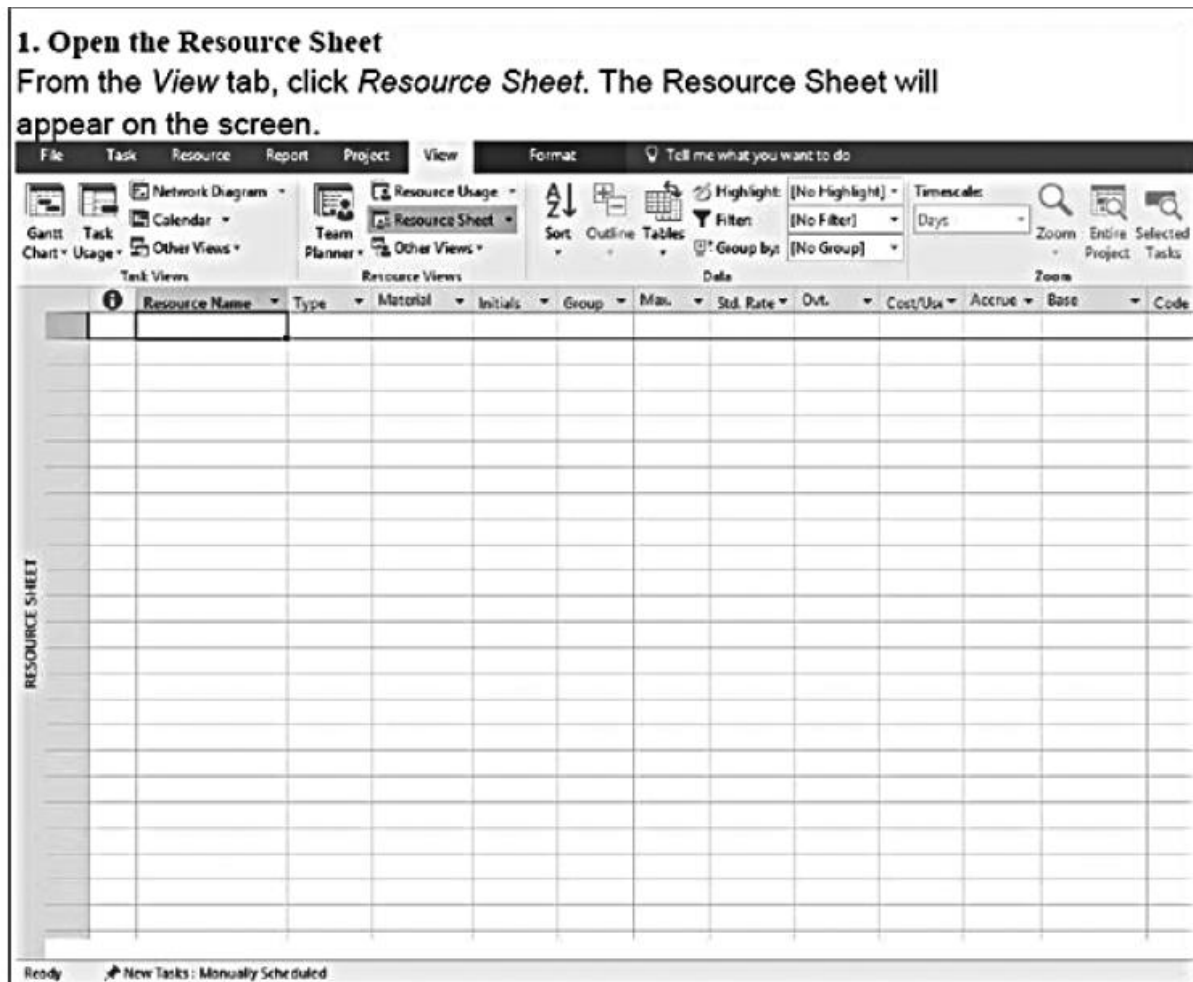 1. Open the Resource Sheet
From the View tab, click Resource Sheet. The Resource Sheet will
appear on the screen.
File Task Resource Report Project View Format Tell me what you want to do
Network Diagram Resource Usage Highlight: [No Highlight] Timescale:
Calendar Resource Sheet Filter: [No Filter] Days
Gantt Task Other Views Team Other Views Sort Outline Tables Group by: [No Group] Zoom Entire Selected
Chart Usage Planner Project Tasks
Task Views Resource Views Data Zoom
Resource Name Type Material Initials Group Max. Std. Rate Ovt. Cost/Use Accrue Base Code
RESOURCE SHEET
Ready New Tasks : Manually Scheduled